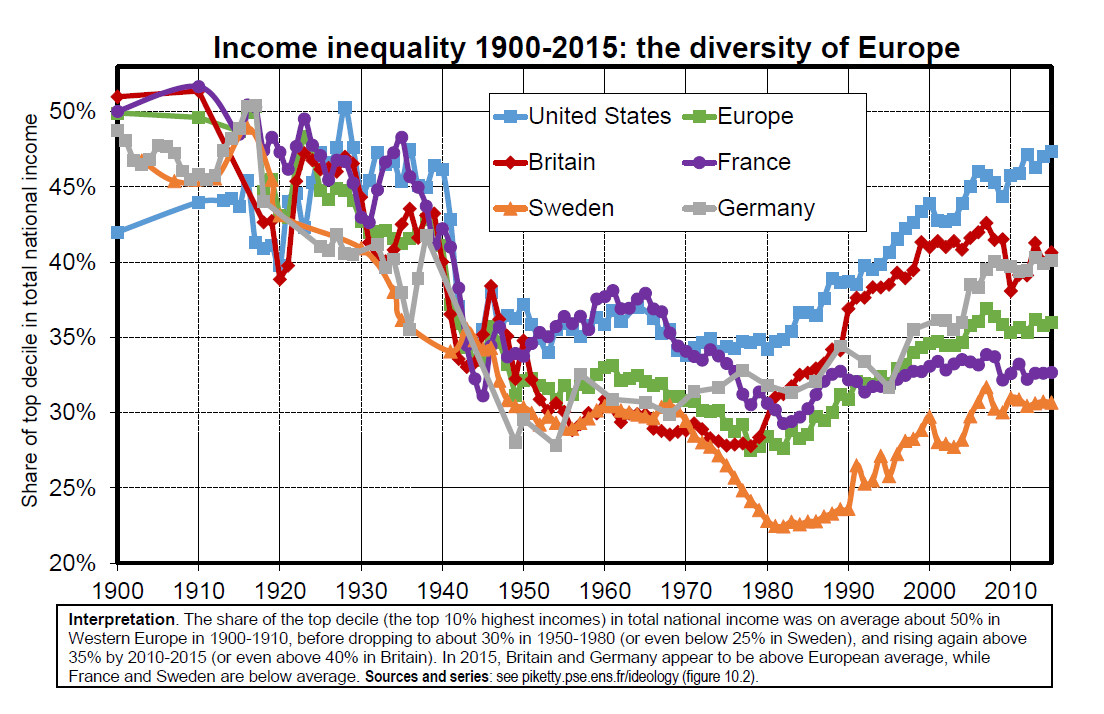 Income inequality 1900-2015: the diversity of Europe
Share of top decile in total national income
50%
45%
40%
35%
30%
25%
20%
United States
Europe
Britain
France
Sweden
Germany
1900 1910 1920 1930 1940 1950 1960 1970 1980 1990 2000 2010
Interpretation. The share of the top decile (the top 10% highest incomes) in total national income was on average about 50% in
Western Europe in 1900-1910, before dropping to about 30% in 1950-1980 (or even below 25% in Sweden), and rising again above
35% by 2010-2015 (or even above 40% in Britain). In 2015, Britain and Germany appear to be above European average, while
France and Sweden are below average. Sources and series: see piketty.pse.ens.fr/ideology (figure 10.2).